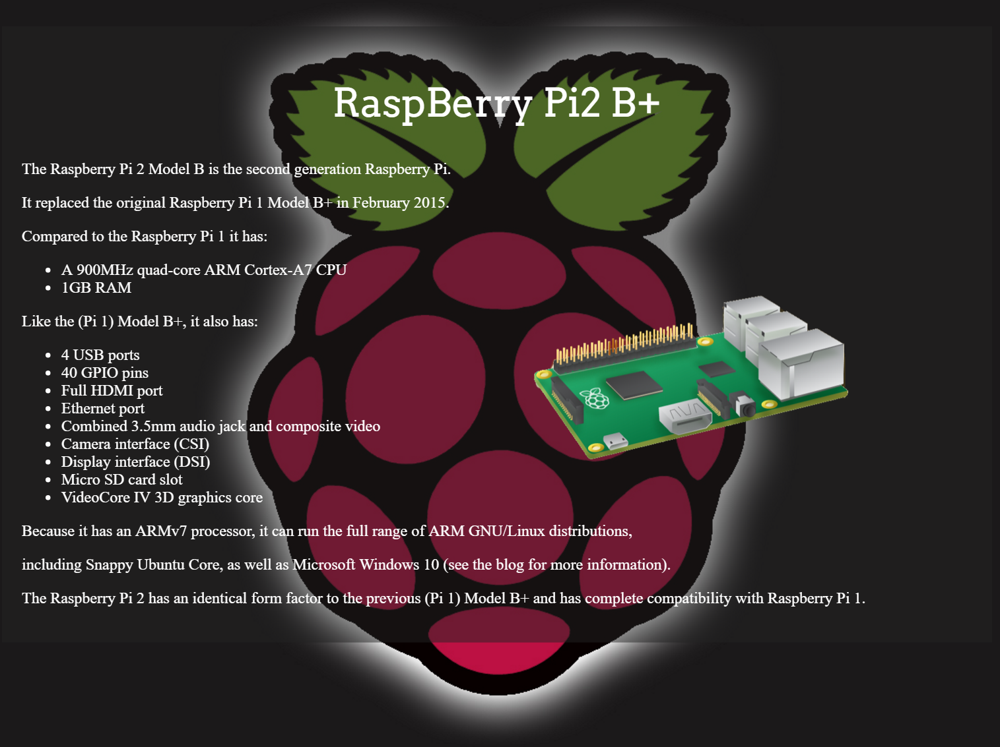 RaspBerry Pi2 B+
The Raspberry Pi 2 Model B is the second generation Raspberry Pi.
It replaced the original Raspberry Pi 1 Model B+ in February 2015.
Compared to the Raspberry Pi 1 it has:
• A 900MHz quad-core ARM Cortex-A7 CPU
• 1GB RAM
Like the (Pi 1) Model B+, it also has:
• 4 USB ports
• 40 GPIO pins
• Full HDMI port
• Ethernet port
• Combined 3.5mm audio jack and composite video
• Camera interface (CSI)
• Display interface (DSI)
• Micro SD card slot
• VideoCore IV 3D graphics core
Because it has an ARMv7 processor, it can run the full range of ARM GNU/Linux distributions,
including Snappy Ubuntu Core, as well as Microsoft Windows 10 (see the blog for more information).
The Raspberry Pi 2 has an identical form factor to the previous (Pi 1) Model B+ and has complete compatibility with Raspberry Pi 1.